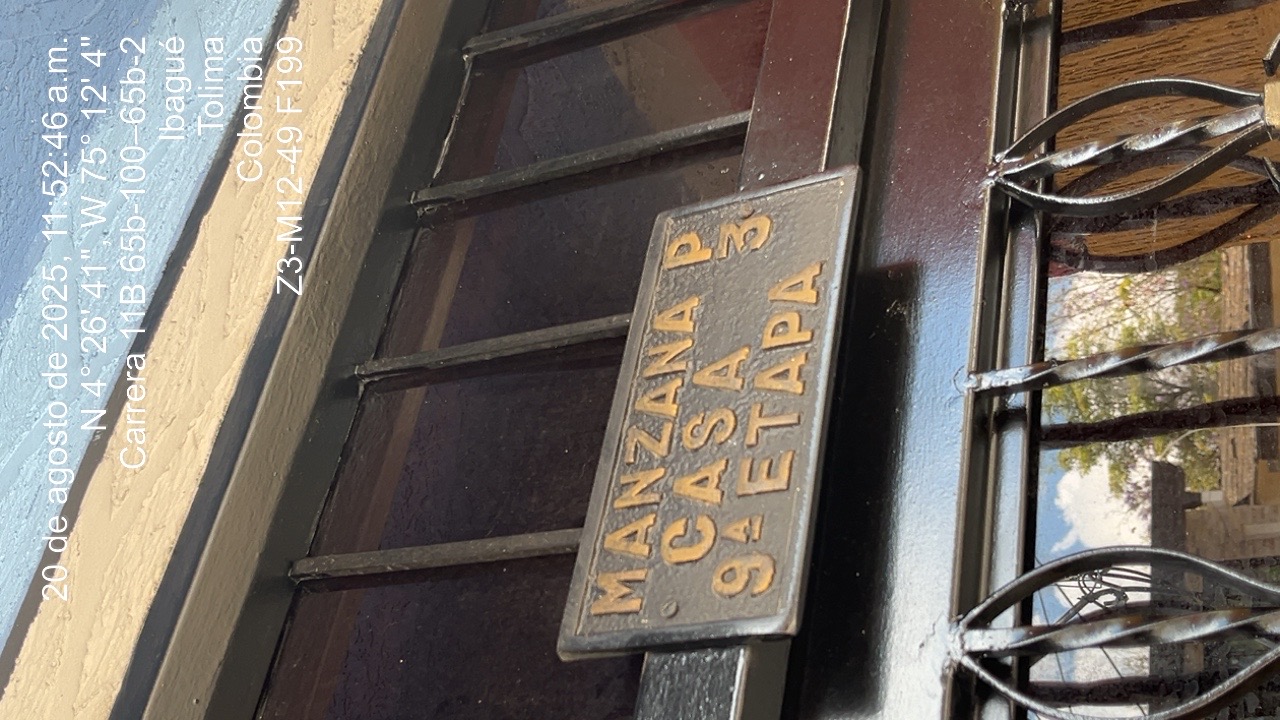 20 de agosto de 2025, 11:52:46 a.m.
N 4° 26' 41", W 75° 12' 4"
Carrera 11B 65b-100–65b-2
Ibagué
Tolima
Colombia
Z3-M12-49 F199
MANZANA P
CASA 3
9ª ETAPA